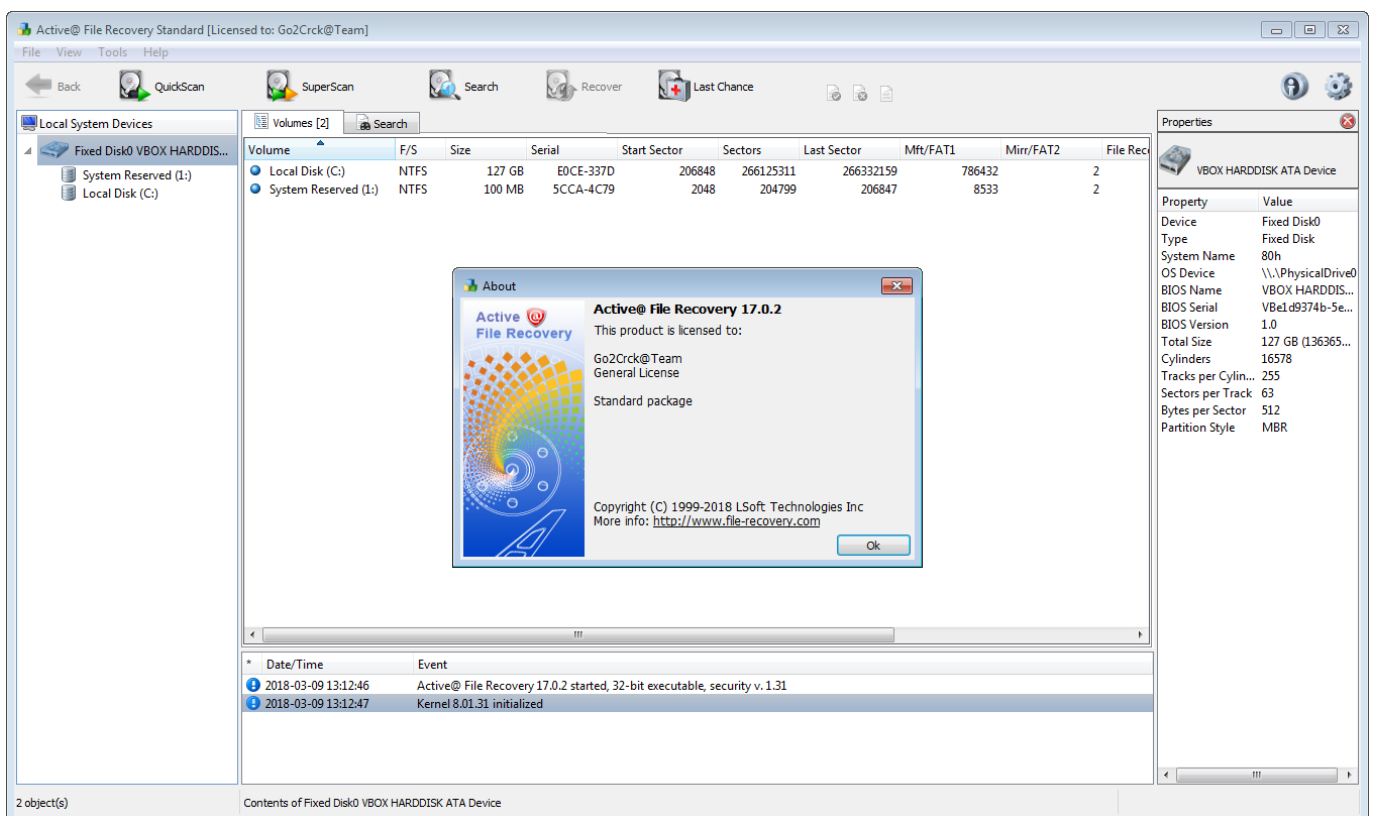 Active@ File Recovery Standard [Licensed to: Go2Crck@Team]
File View Tools Help
Back QuickScan SuperScan Search Recover Last Chance
Local System Devices
Fixed Disk0 VBOX HARDDIS...
System Reserved (1:)
Local Disk (C:)
Volumes [2] Search
Volume F/S Size Serial Start Sector Sectors Last Sector Mft/FAT1 Mirr/FAT2 File Reco
Local Disk (C:) NTFS 127 GB E0CE-337D 206848 266125311 266332159 786432 2
System Reserved (1:) NTFS 100 MB 5CCA-4C79 2048 204799 206847 8533 2
About
Active@
File Recovery
Active@ File Recovery 17.0.2
This product is licensed to:
Go2Crck@Team
General License
Standard package
Copyright (C) 1999-2018 LSoft Technologies Inc
More info: http://www.file-recovery.com
Ok
* Date/Time Event
2018-03-09 13:12:46 Active@ File Recovery 17.0.2 started, 32-bit executable, security v. 1.31
2018-03-09 13:12:47 Kernel 8.01.31 initialized
Properties
VBOX HARDDISK ATA Device
Property Value
Device Fixed Disk0
Type Fixed Disk
System Name 80h
OS Device \\.\PhysicalDrive0
BIOS Name VBOX HARDDIS...
BIOS Serial VBe1d9374b-5e...
BIOS Version 1.0
Total Size 127 GB (136365...
Cylinders 16578
Tracks per Cylin... 255
Sectors per Track 63
Bytes per Sector 512
Partition Style MBR
2 object(s) Contents of Fixed Disk0 VBOX HARDDISK ATA Device